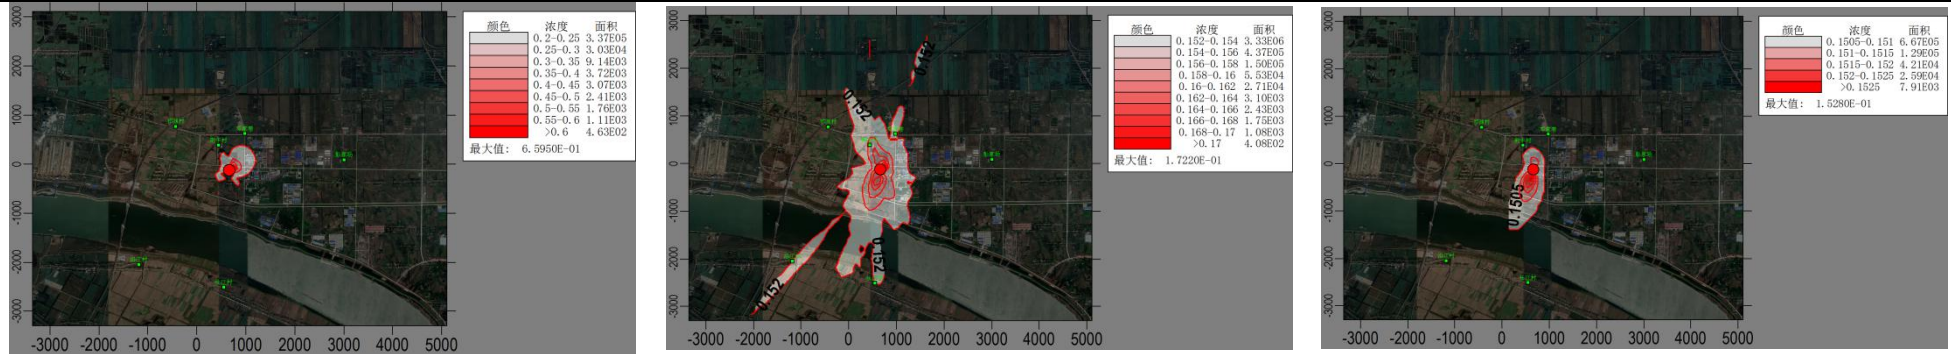 颜色 浓度 面积
0.2-0.25 3.37E05
0.25-0.3 3.03E04
0.3-0.35 9.14E03
0.35-0.4 3.72E03
0.4-0.45 3.07E03
0.45-0.5 2.41E03
0.5-0.55 1.76E03
0.55-0.6 1.11E03
>0.6 4.63E02
最大值: 6.5950E-01
3000
2000
1000
0
-1000
-2000
-3000
-3000 -2000 -1000 0 1000 2000 3000 4000 5000
颜色 浓度 面积
0.152-0.154 3.33E06
0.154-0.156 4.37E05
0.156-0.158 1.50E05
0.158-0.16 5.53E04
0.16-0.162 2.71E04
0.162-0.164 3.10E03
0.164-0.166 2.43E03
0.166-0.168 1.75E03
0.168-0.17 1.08E03
>0.17 4.08E02
最大值: 1.7220E-01
0.152
0.152
0.152
0.152
3000
2000
1000
0
-1000
-2000
-3000
-3000 -2000 -1000 0 1000 2000 3000 4000 5000
颜色 浓度 面积
0.1505-0.151 6.67E05
0.151-0.1515 1.29E05
0.1515-0.152 4.21E04
0.152-0.1525 2.59E04
>0.1525 7.91E03
最大值: 1.5280E-01
0.1505
3000
2000
1000
0
-1000
-2000
-3000
-3000 -2000 -1000 0 1000 2000 3000 4000 5000